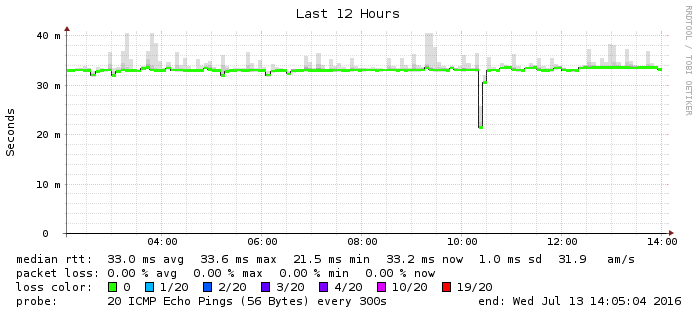 Last 12 Hours
RRDTOOL / TOBI OETIKER
Seconds
40 m
30 m
20 m
10 m
0
04:00 06:00 08:00 10:00 12:00 14:00
median rtt: 33.0 ms avg 33.6 ms max 21.5 ms min 33.2 ms now 1.0 ms sd 31.9 am/s
packet loss: 0.00 % avg 0.00 % max 0.00 % min 0.00 % now
loss color: 0 1/20 2/20 3/20 4/20 10/20 19/20
probe: 20 ICMP Echo Pings (56 Bytes) every 300s end: Wed Jul 13 14:05:04 2016